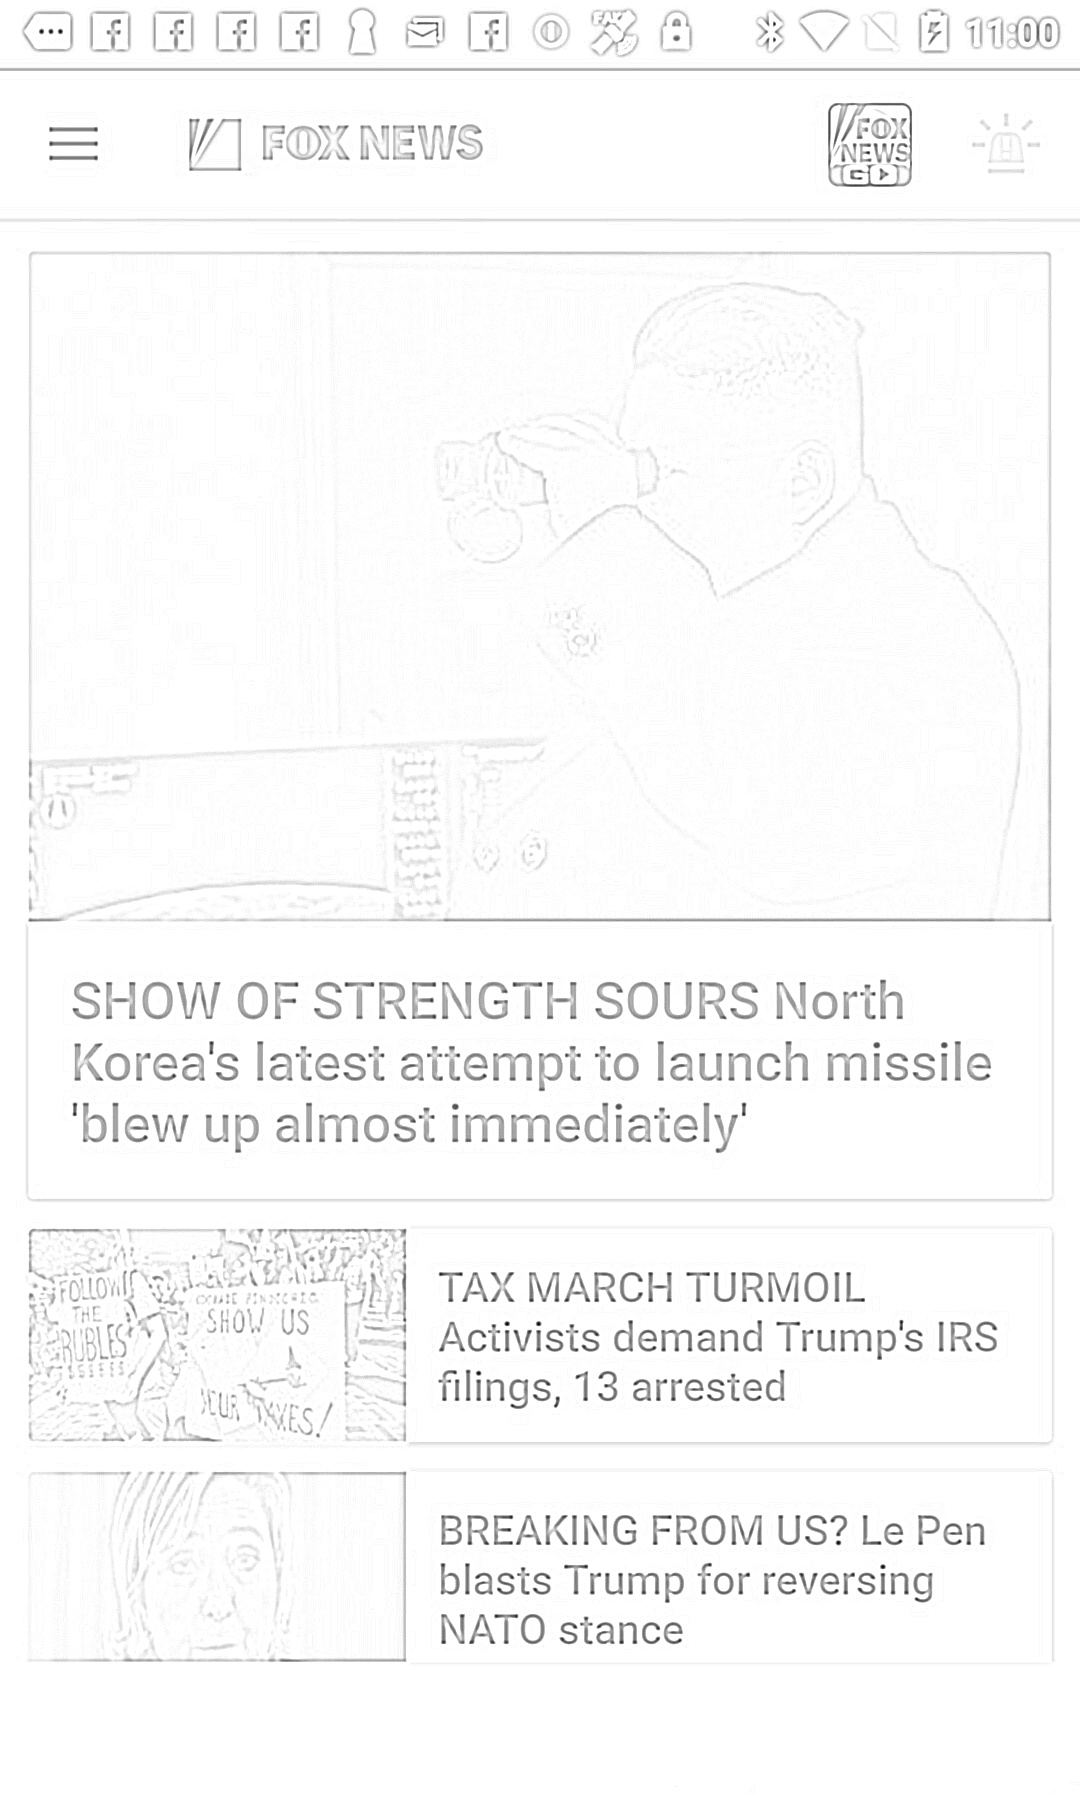 11:00
FOX NEWS
FOX
NEWS
GO
SHOW OF STRENGTH SOURS North
Korea's latest attempt to launch missile
'blew up almost immediately'
FOLLOW
THE
RUBLES
SHOW US
YOUR TAXES!
TAX MARCH TURMOIL
Activists demand Trump's IRS
filings, 13 arrested
BREAKING FROM US? Le Pen
blasts Trump for reversing
NATO stance